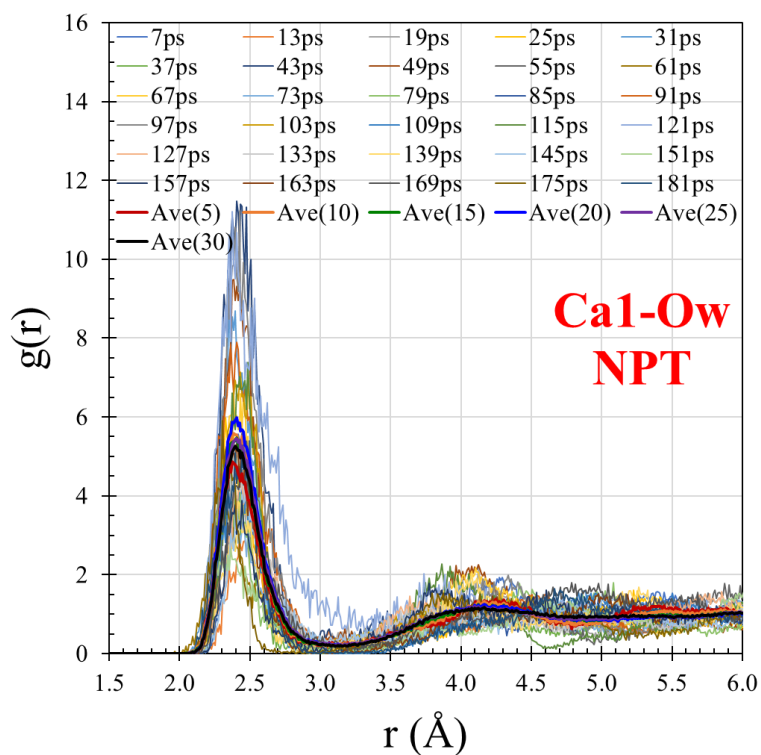 16
7ps 13ps 19ps 25ps 31ps
37ps 43ps 49ps 55ps 61ps
14
67ps 73ps 79ps 85ps 91ps
97ps 103ps 109ps 115ps 121ps
127ps 133ps 139ps 145ps 151ps
12
157ps 163ps 169ps 175ps 181ps
Ave(5) Ave(10) Ave(15) Ave(20) Ave(25)
Ave(30)
10
Ca1-Ow
NPT
g(r)
8
6
4
2
0
1.5 2.0 2.5 3.0 3.5 4.0 4.5 5.0 5.5 6.0
r (Å)